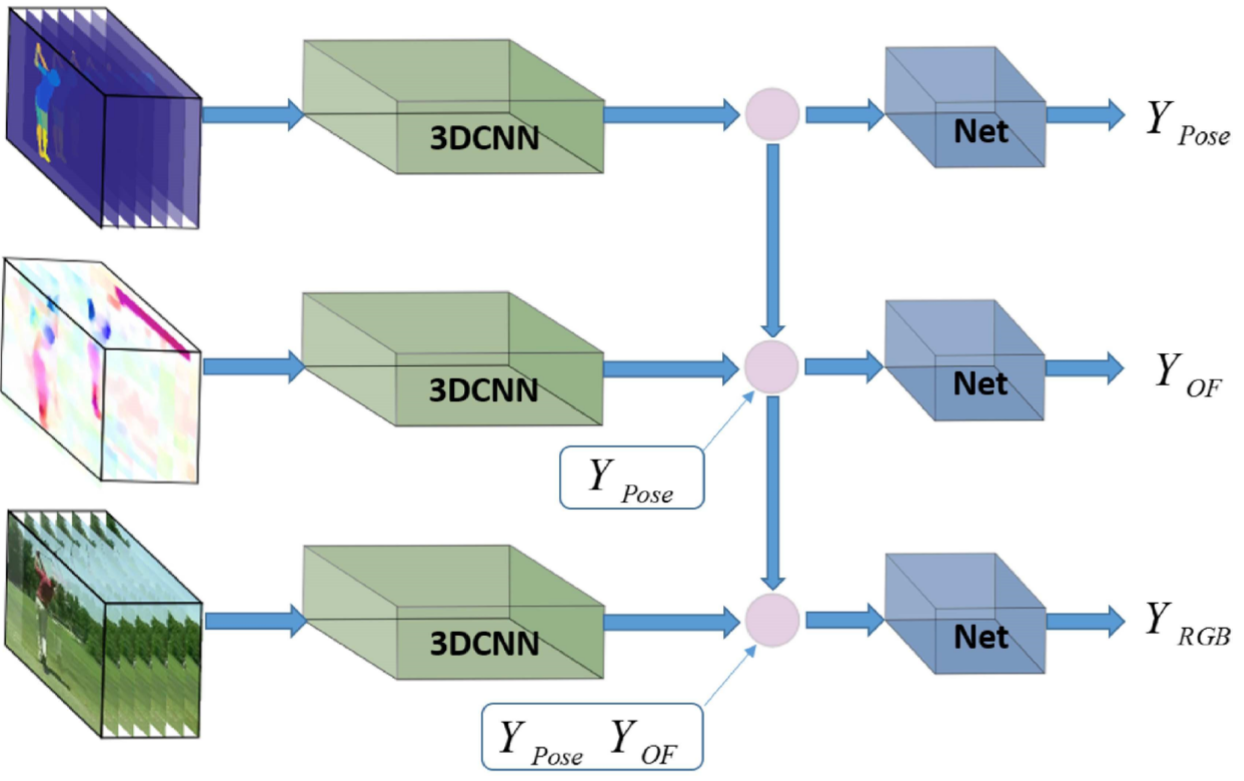 3DCNN Net Y Pose
3DCNN Net Y OF
Y Pose
3DCNN Net Y RGB
Y Pose Y OF